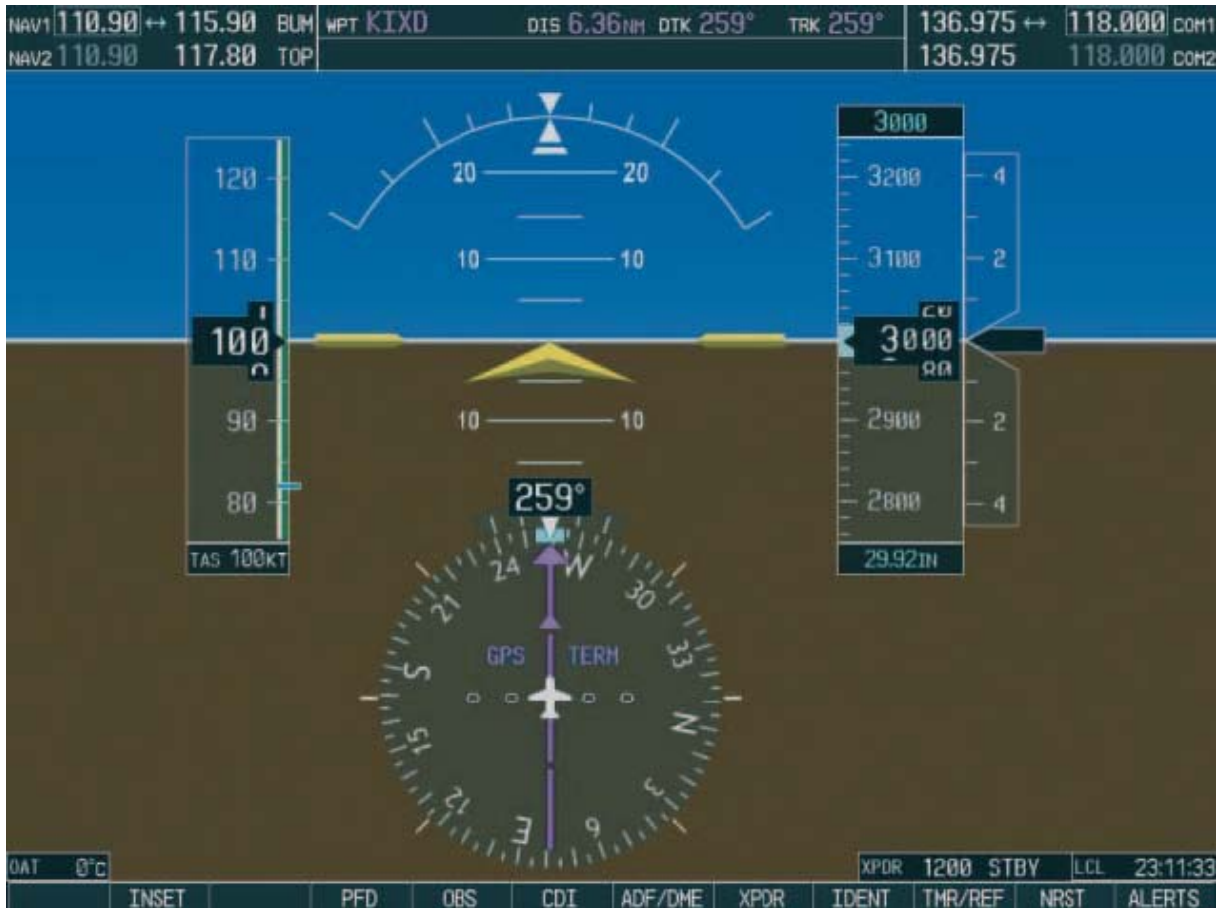 NAV1 110.90 ↔ 115.90 BUM
NAV2 110.90 117.80 TOP
WPT KIXD DIS 6.36NM DTK 259° TRK 259°
136.975 ↔ 118.000 COM1
136.975 118.000 COM2
120
110
100
90
80
TAS 100KT
20 20
10 10
10 10
3000
3200
3100
3000
80
2900
2800
29.92IN
4
2
2
4
259°
24 W 30 33 N 3 6 E 12 15 S 21
GPS TERM
OAT 0°C
XPDR 1200 STBY LCL 23:11:33
INSET PFD OBS CDI ADF/DME XPDR IDENT TMR/REF NRST ALERTS